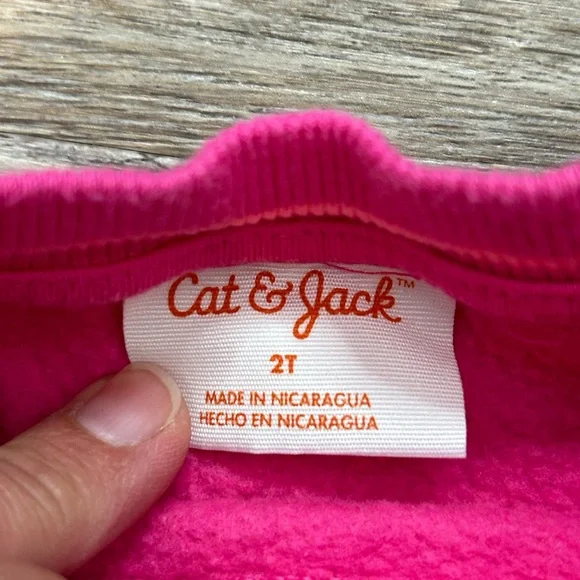 Cat & Jack™
2T
MADE IN NICARAGUA
HECHO EN NICARAGUA